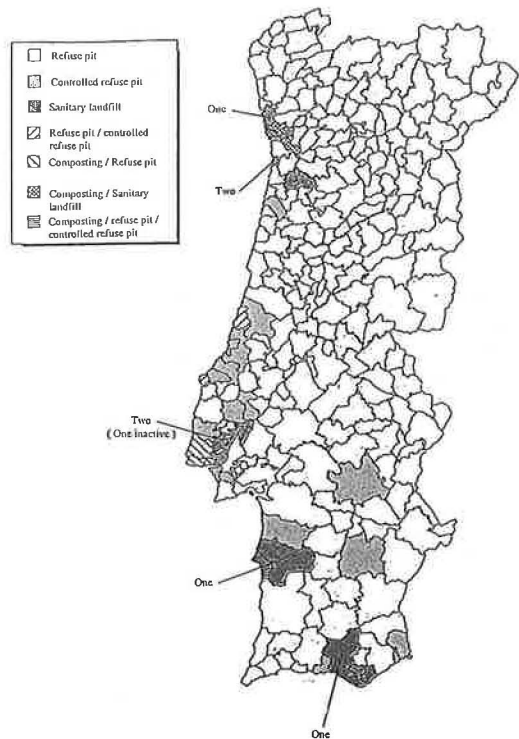 Refuse pit
Controlled refuse pit
Sanitary landfill
Refuse pit / controlled
refuse pit
Composting / Refuse pit
Composting / Sanitary
landfill
Composting / refuse pit /
controlled refuse pit
One
Two
Two
( One inactive )
One
One